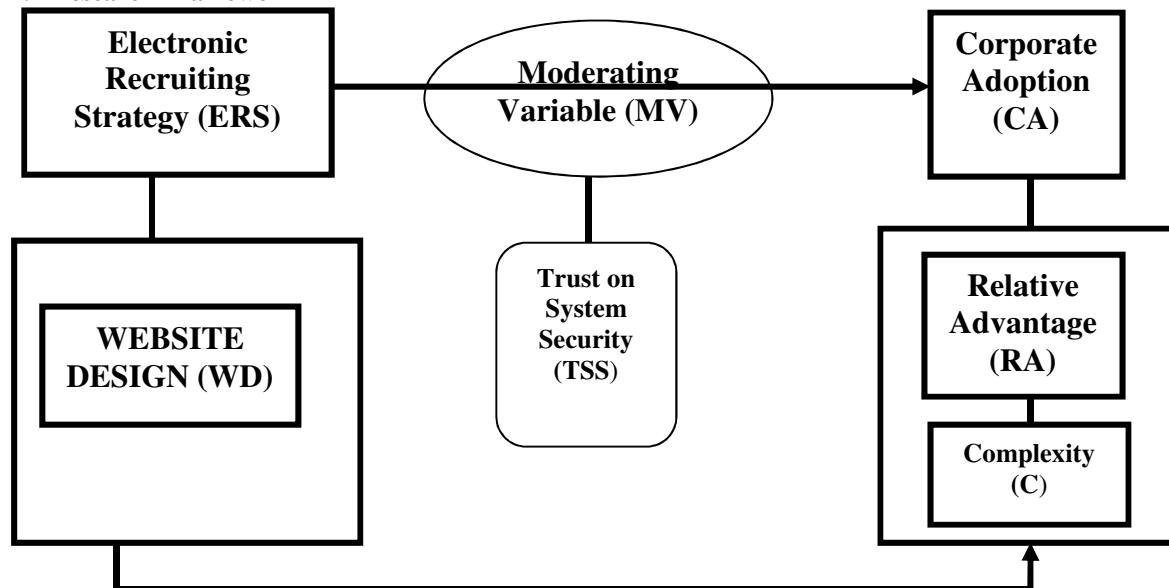 Electronic
Recruiting
Strategy (ERS)
Moderating
Variable (MV)
Corporate
Adoption
(CA)
WEBSITE
DESIGN (WD)
Trust on
System
Security
(TSS)
Relative
Advantage
(RA)
Complexity
(C)